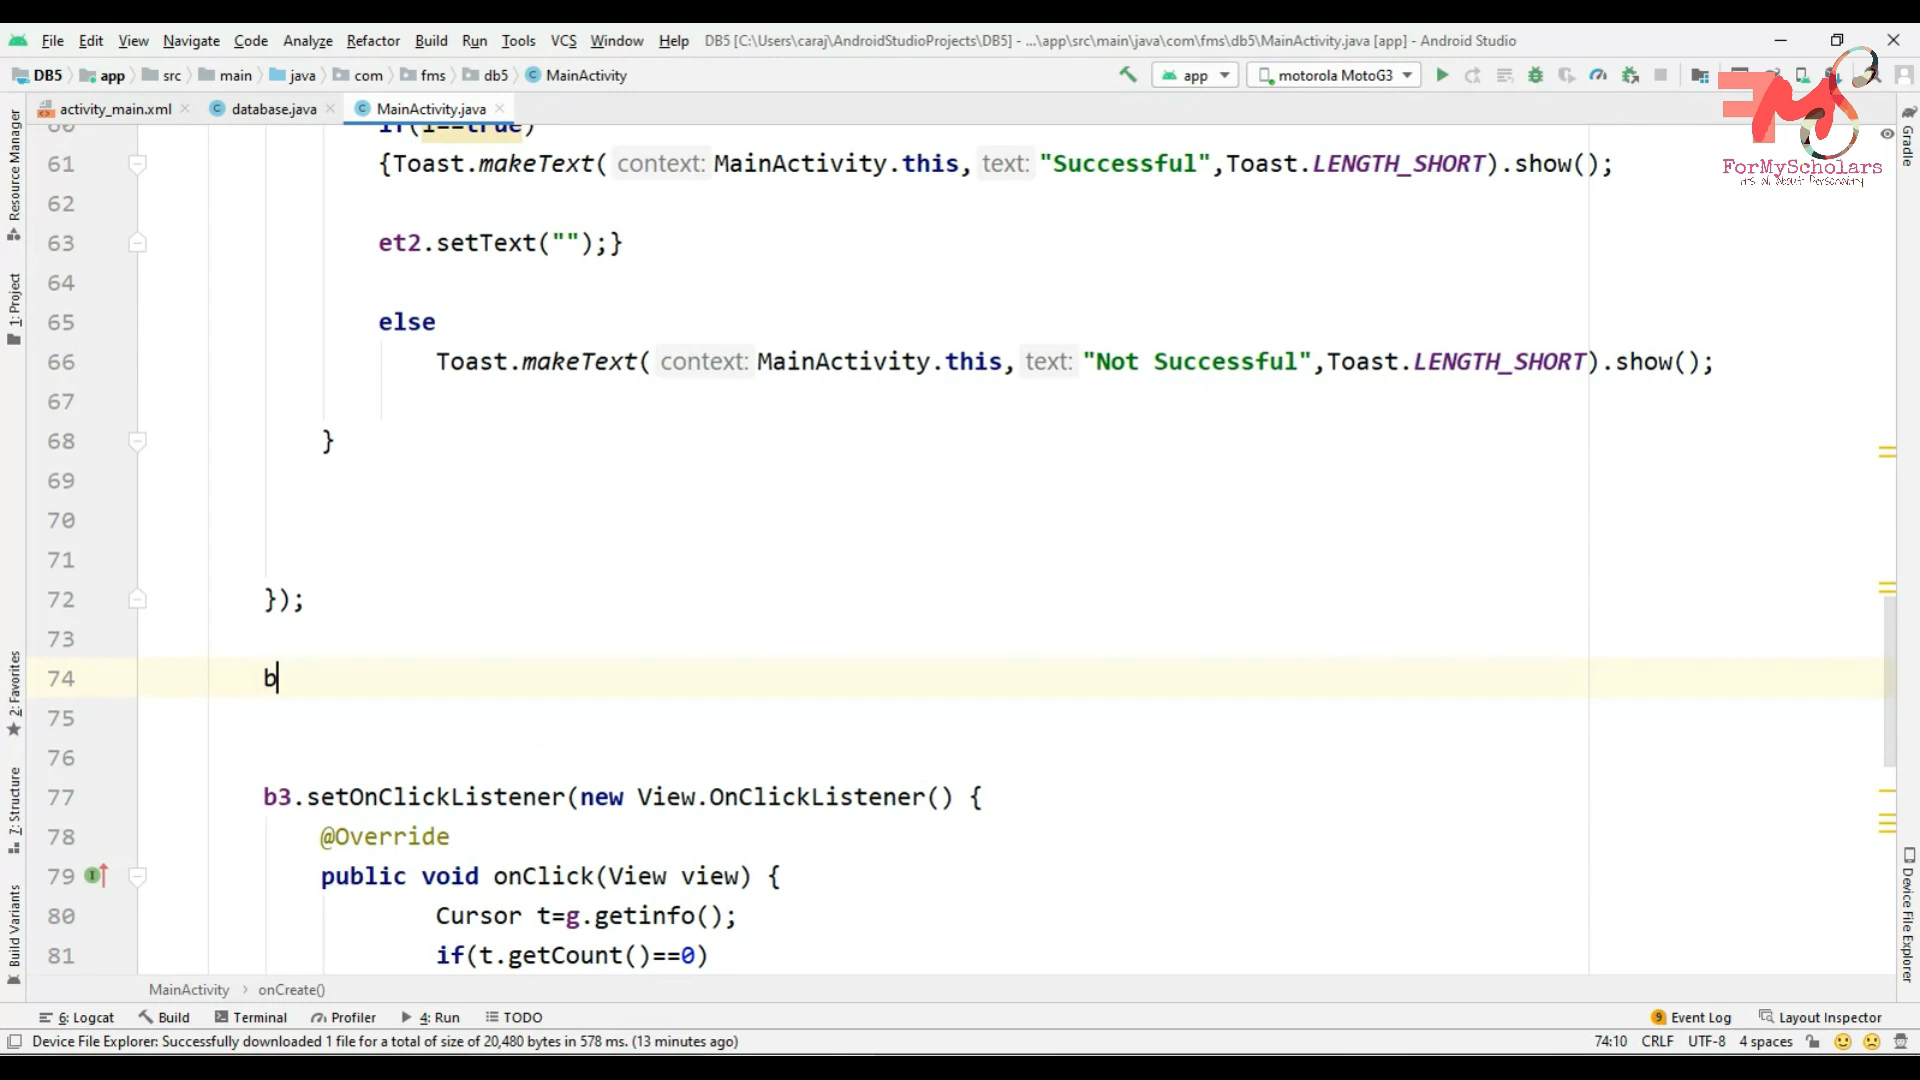 File Edit View Navigate Code Analyze Refactor Build Run Tools VCS Window Help DB5 [C:\Users\caraj\AndroidStudioProjects\DB5] - ...\app\src\main\java\com\fms\db5\MainActivity.java [app] - Android Studio
DB5 app src main java com fms db5 MainActivity app motorola MotoG3
activity_main.xml database.java MainActivity.java
60 if(i==true)
61 {Toast.makeText( context: MainActivity.this, text: "Successful",Toast.LENGTH_SHORT).show();
62
63 et2.setText("");}
64
65 else
66 Toast.makeText( context: MainActivity.this, text: "Not Successful",Toast.LENGTH_SHORT).show();
67
68 }
69
70
71
72 });
73
74 b
75
76
77 b3.setOnClickListener(new View.OnClickListener() {
78 @Override
79 public void onClick(View view) {
80 Cursor t=g.getinfo();
81 if(t.getCount()==0)
MainActivity > onCreate()
6: Logcat Build Terminal Profiler 4: Run TODO 9 Event Log Layout Inspector
Device File Explorer: Successfully downloaded 1 file for a total of size of 20,480 bytes in 578 ms. (13 minutes ago) 74:10 CRLF UTF-8 4 spaces
Resource Manager
1: Project
2: Favorites
7: Structure
Build Variants
Gradle
Device File Explorer
ForMyScholars